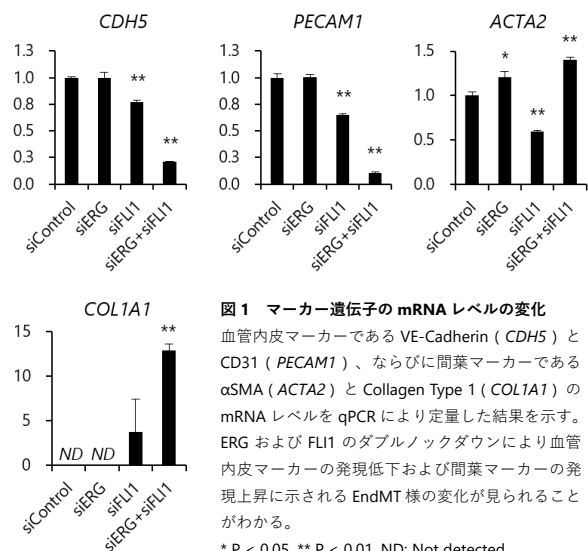 CDH5
1.3
1.0
0.8
0.5
0.3
0.0
**
**
siControl
siERG
siFLI1
siERG+siFLI1
PECAM1
1.3
1.0
0.8
0.5
0.3
0.0
**
**
siControl
siERG
siFLI1
siERG+siFLI1
ACTA2
1.5
1.0
0.5
0.0
*
**
**
siControl
siERG
siFLI1
siERG+siFLI1
COL1A1
15
10
5
0
ND ND
**
siControl
siERG
siFLI1
siERG+siFLI1
図 1 マーカー遺伝子の mRNA レベルの変化
血管内皮マーカーである VE-Cadherin ( CDH5 ) と
CD31 ( PECAM1 ) 、ならびに間葉マーカーである
αSMA ( ACTA2 ) と Collagen Type 1 ( COL1A1 ) の
mRNA レベルを qPCR により定量した結果を示す。
ERG および FLI1 のダブルノックダウンにより血管
内皮マーカーの発現低下および間葉マーカーの発
現上昇に示される EndMT 様の変化が見られること
がわかる。
* P < 0.05, ** P < 0.01, ND: Not detected